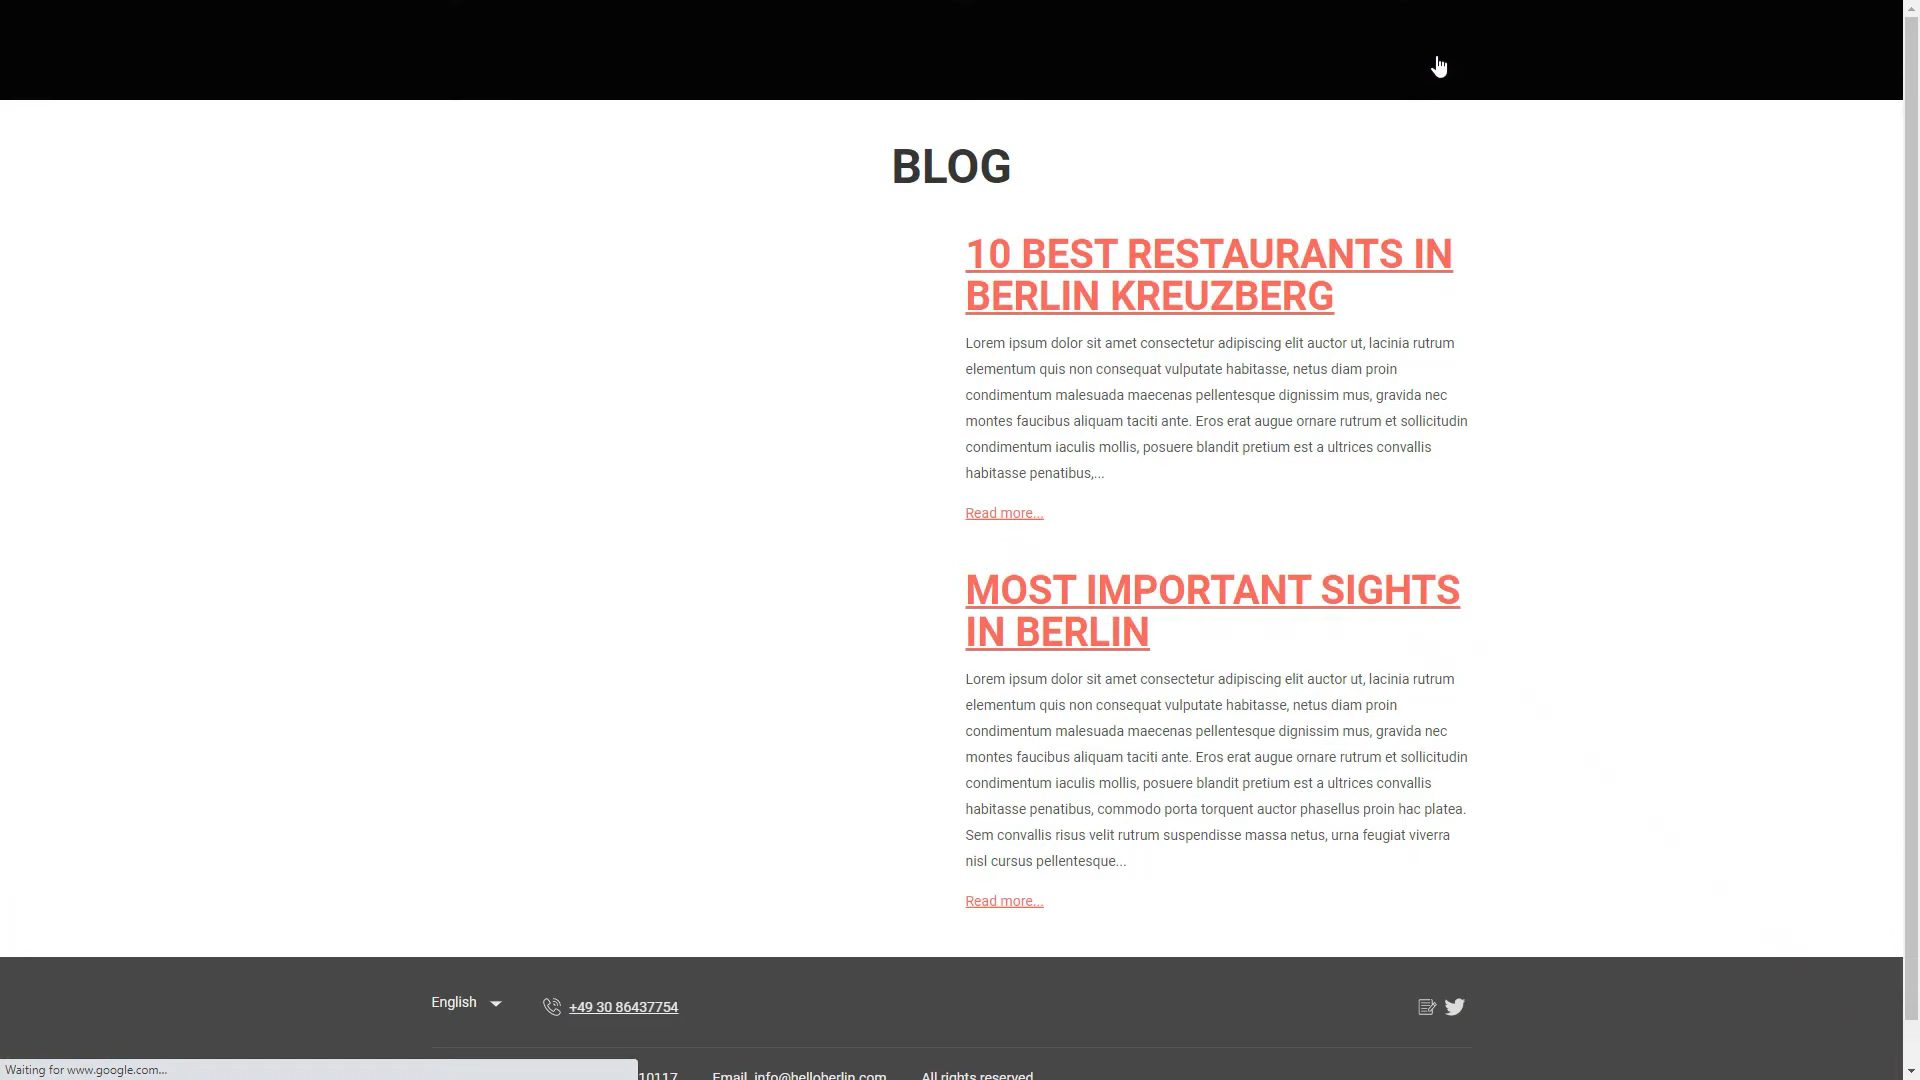 BLOG
10 BEST RESTAURANTS IN
BERLIN KREUZBERG
Lorem ipsum dolor sit amet consectetur adipiscing elit auctor ut, lacinia rutrum
elementum quis non consequat vulputate habitasse, netus diam proin
condimentum malesuada maecenas pellentesque dignissim mus, gravida nec
montes faucibus aliquam taciti ante. Eros erat augue ornare rutrum et sollicitudin
condimentum iaculis mollis, posuere blandit pretium est a ultrices convallis
habitasse penatibus,...
Read more...
MOST IMPORTANT SIGHTS
IN BERLIN
Lorem ipsum dolor sit amet consectetur adipiscing elit auctor ut, lacinia rutrum
elementum quis non consequat vulputate habitasse, netus diam proin
condimentum malesuada maecenas pellentesque dignissim mus, gravida nec
montes faucibus aliquam taciti ante. Eros erat augue ornare rutrum et sollicitudin
condimentum iaculis mollis, posuere blandit pretium est a ultrices convallis
habitasse penatibus, commodo porta torquent auctor phasellus proin hac platea.
Sem convallis risus velit rutrum suspendisse massa netus, urna feugiat viverra
nisl cursus pellentesque...
Read more...
English +49 30 86437754
Waiting for www.google.com... 10117 Email info@helloberlin.com All rights reserved